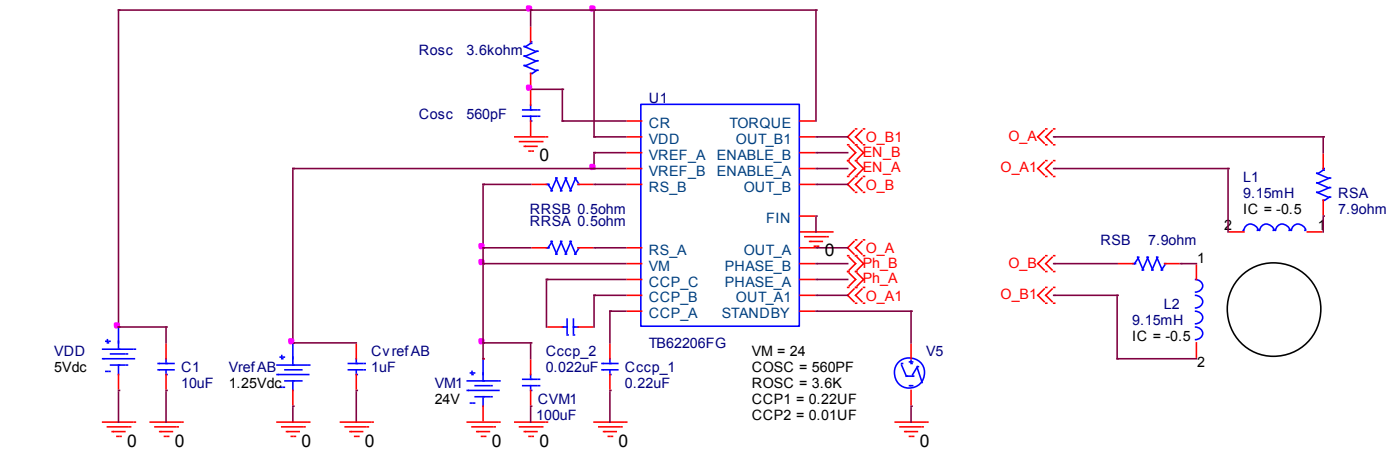 Rosc 3.6kohm
Cosc 560pF
0
U1
CR
VDD
VREF_A
VREF_B
RS_B
RS_A
VM
CCP_C
CCP_B
CCP_A
TORQUE
OUT_B1
ENABLE_B
ENABLE_A
OUT_B
FIN
OUT_A
PHASE_B
PHASE_A
OUT_A1
STANDBY
TB62206FG
O_B1
EN_B
EN_A
O_B
0
O_A
Ph_B
Ph_A
O_A1
RRSB 0.5ohm
RRSA 0.5ohm
VDD
5Vdc
0
C1
10uF
0
VrefAB
1.25Vdc
0
CvrefAB
1uF
0
VM1
24V
0
CVM1
100uF
0
Cccp_2
0.022uF
Cccp_1
0.22uF
0
VM = 24
COSC = 560PF
ROSC = 3.6K
CCP1 = 0.22UF
CCP2 = 0.01UF
V5
0
O_A
O_A1
L1
9.15mH
IC = -0.5
2
1
RSA
7.9ohm
O_B
O_B1
RSB 7.9ohm
1
L2
9.15mH
IC = -0.5
2